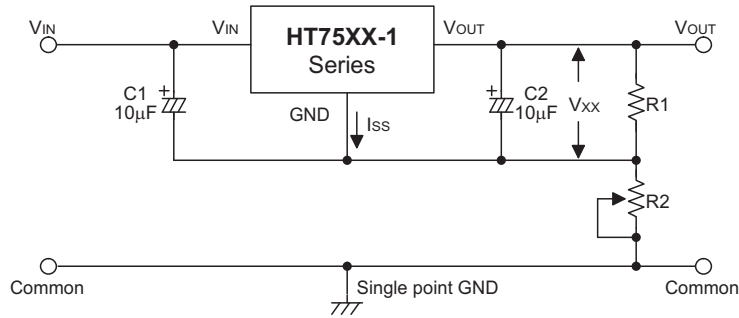 VIN
VIN
HT75XX-1
Series
VOUT
VOUT
C1
10μF
GND
ISS
C2
10μF
VXX
R1
R2
Common
Single point GND
Common